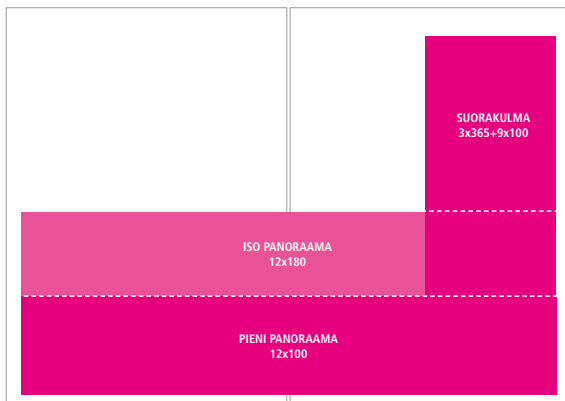 SUORAKULMA
3x365+9x100
ISO PANORAAMA
12x180
PIENI PANORAAMA
12x100